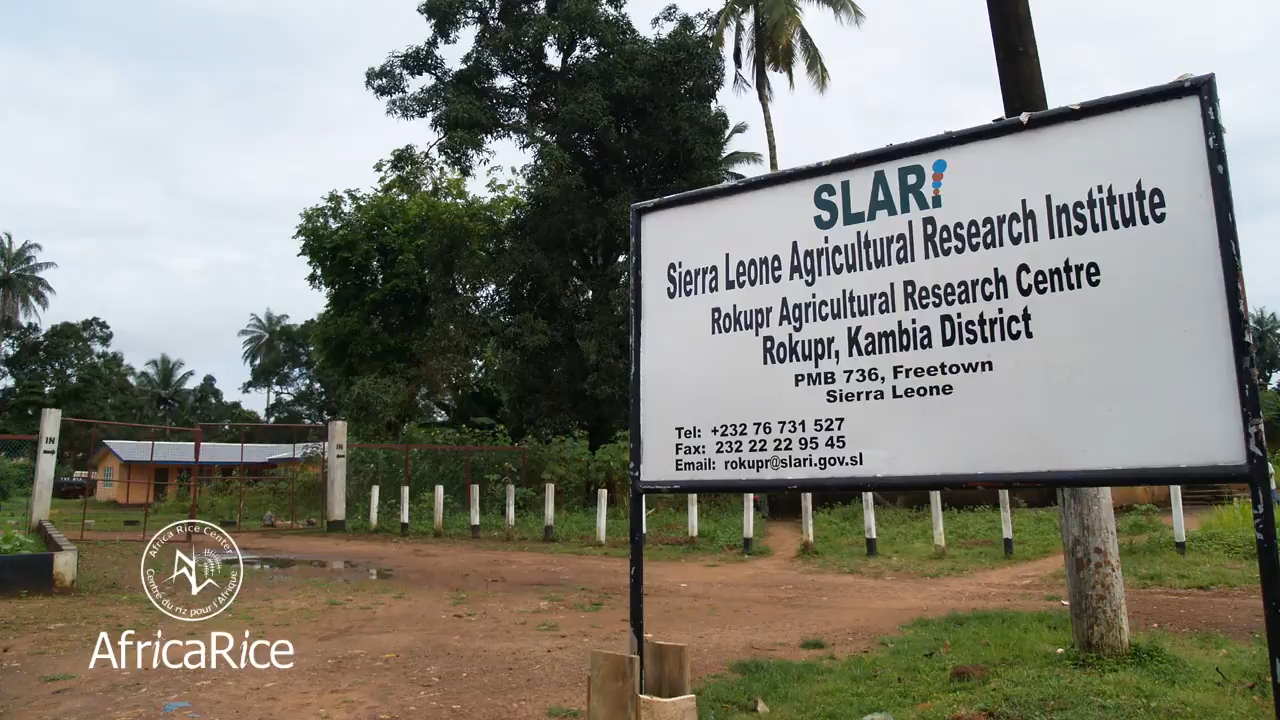 SLARi
Sierra Leone Agricultural Research Institute
Rokupr Agricultural Research Centre
Rokupr, Kambia District
PMB 736, Freetown
Sierra Leone
Tel: +232 76 731 527
Fax: 232 22 22 95 45
Email: rokupr@slari.gov.sl
IN
IN
Africa Rice Center
Centre du riz pour l'Afrique
AfricaRice